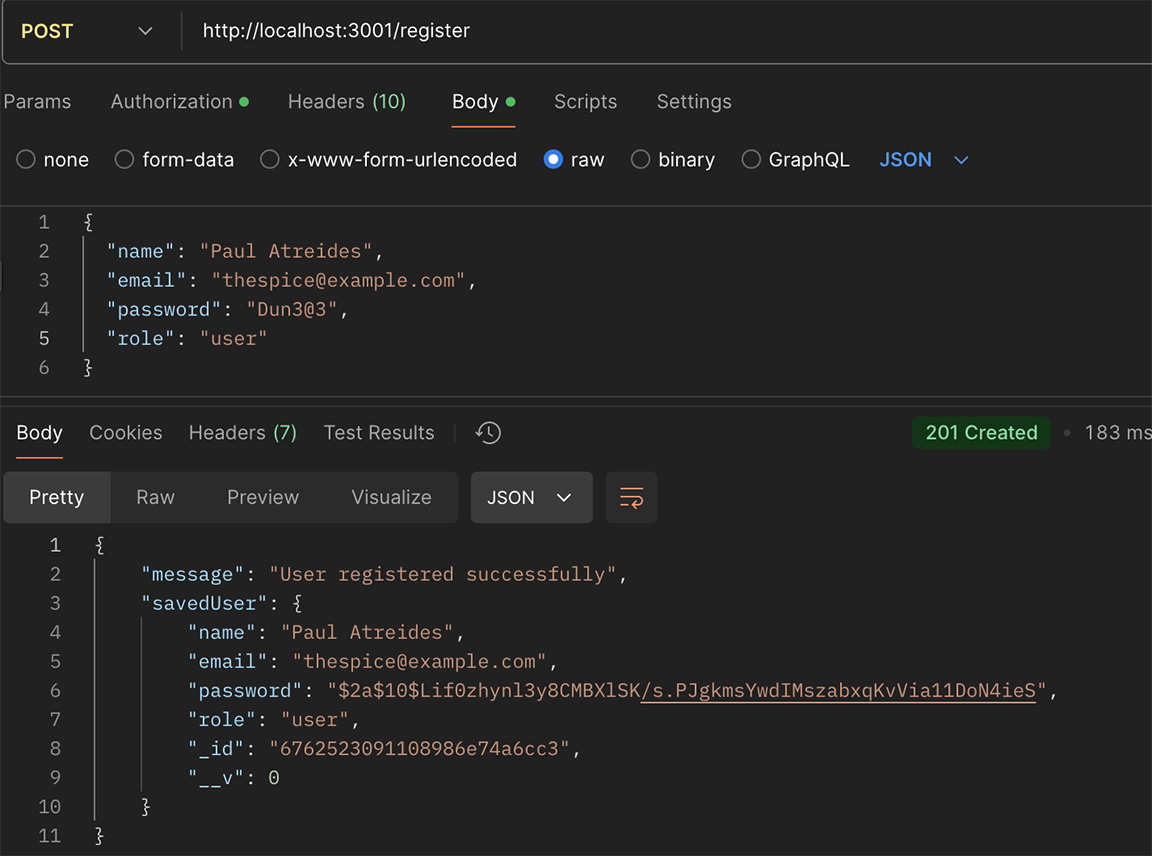 POST http://localhost:3001/register
Params Authorization Headers (10) Body Scripts Settings
none form-data x-www-form-urlencoded raw binary GraphQL JSON
1 {
2 "name": "Paul Atreides",
3 "email": "thespice@example.com",
4 "password": "Dun3@3",
5 "role": "user"
6 }
Body Cookies Headers (7) Test Results 201 Created • 183 ms
Pretty Raw Preview Visualize JSON
1 {
2 "message": "User registered successfully",
3 "savedUser": {
4 "name": "Paul Atreides",
5 "email": "thespice@example.com",
6 "password": "$2a$10$Lif0zhynl3y8CMBXlSK/s.PJgkmsYwdIMszabxqKvVia11DoN4ieS",
7 "role": "user",
8 "_id": "6762523091108986e74a6cc3",
9 "__v": 0
10 }
11 }